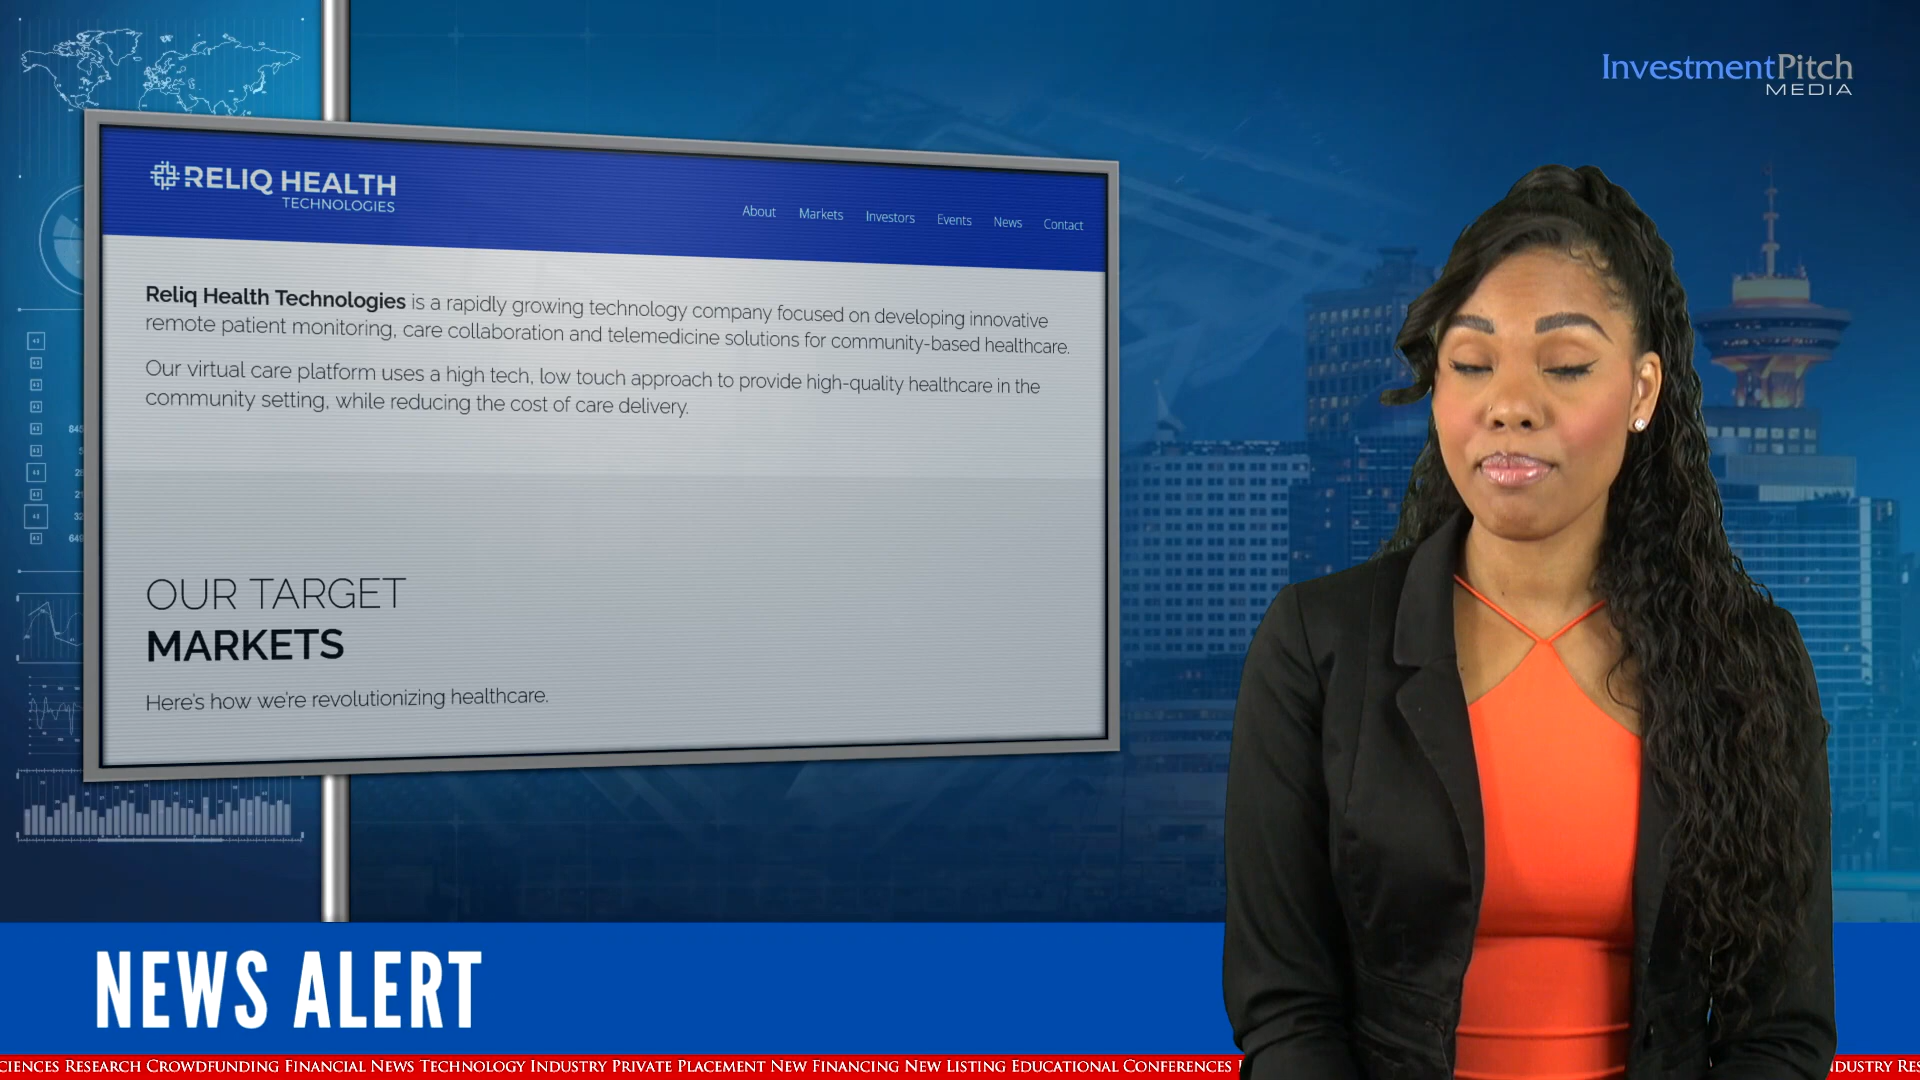 InvestmentPitch
MEDIA
RELIQ HEALTH
TECHNOLOGIES
About Markets Investors Events News Contact
Reliq Health Technologies is a rapidly growing technology company focused on developing innovative
remote patient monitoring, care collaboration and telemedicine solutions for community-based healthcare.
Our virtual care platform uses a high tech, low touch approach to provide high-quality healthcare in the
community setting, while reducing the cost of care delivery.
OUR TARGET
MARKETS
Here's how we're revolutionizing healthcare.
NEWS ALERT
CIENCES RESEARCH CROWDFUNDING FINANCIAL NEWS TECHNOLOGY INDUSTRY PRIVATE PLACEMENT NEW FINANCING NEW LISTING EDUCATIONAL CONFERENCES